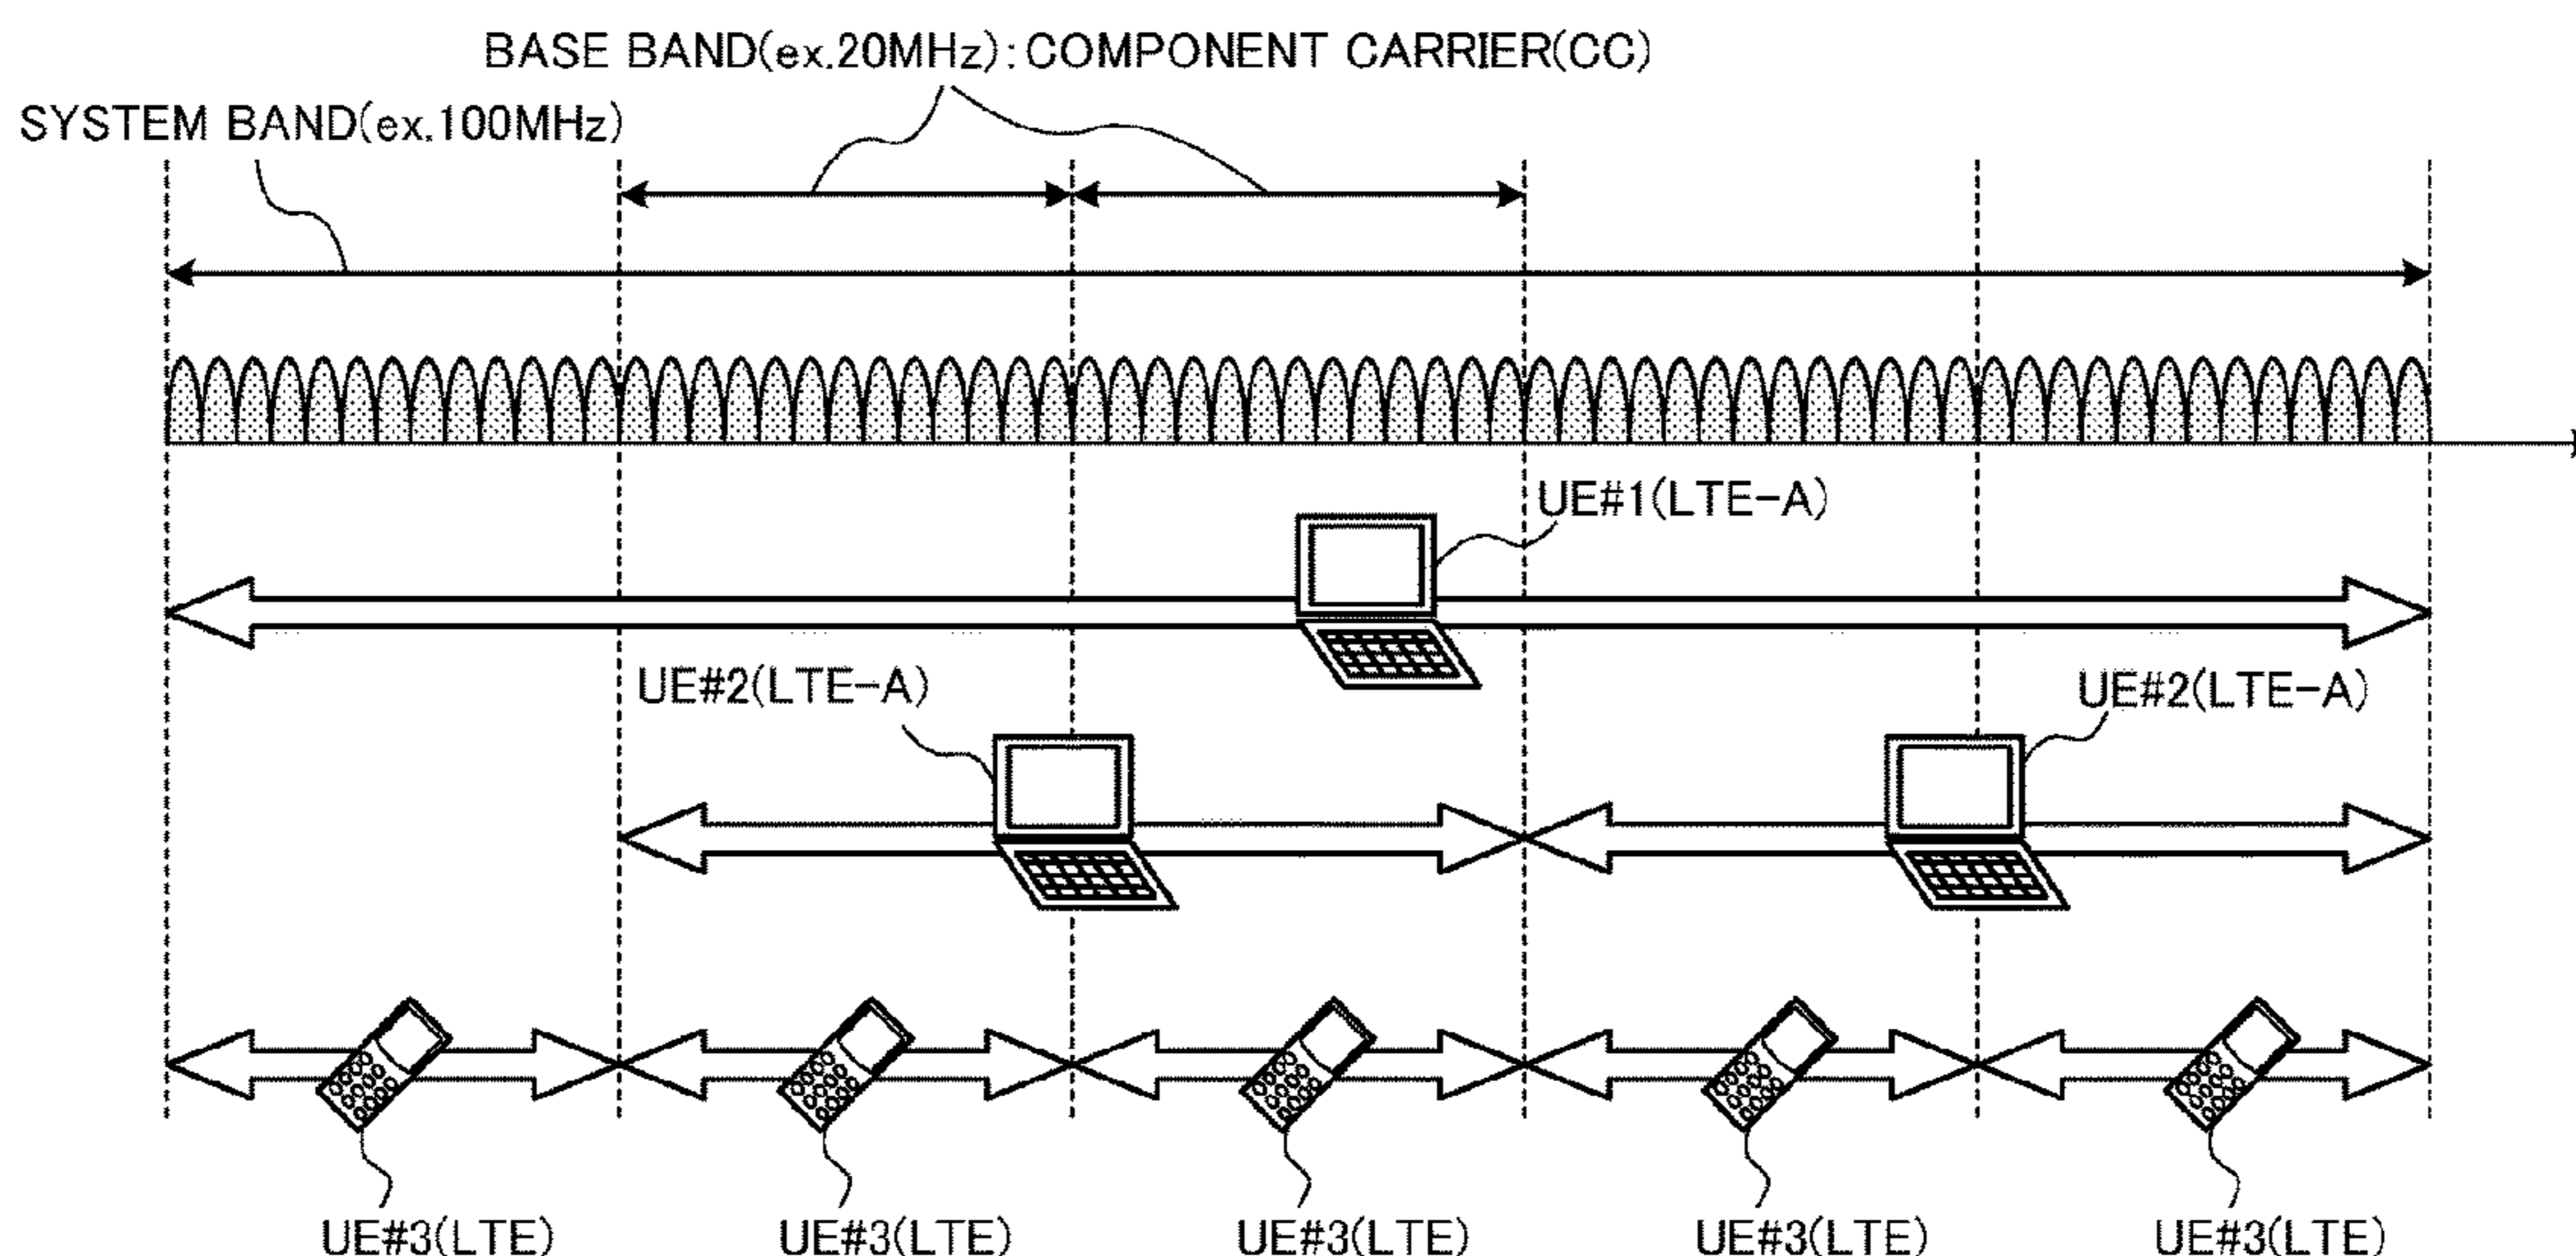 BASE BAND(ex.20MHz):COMPONENT CARRIER(CC)
SYSTEM BAND(ex.100MHz)
UE#1(LTE-A)
UE#2(LTE-A)
UE#2(LTE-A)
UE#3(LTE)
UE#3(LTE)
UE#3(LTE)
UE#3(LTE)
UE#3(LTE)